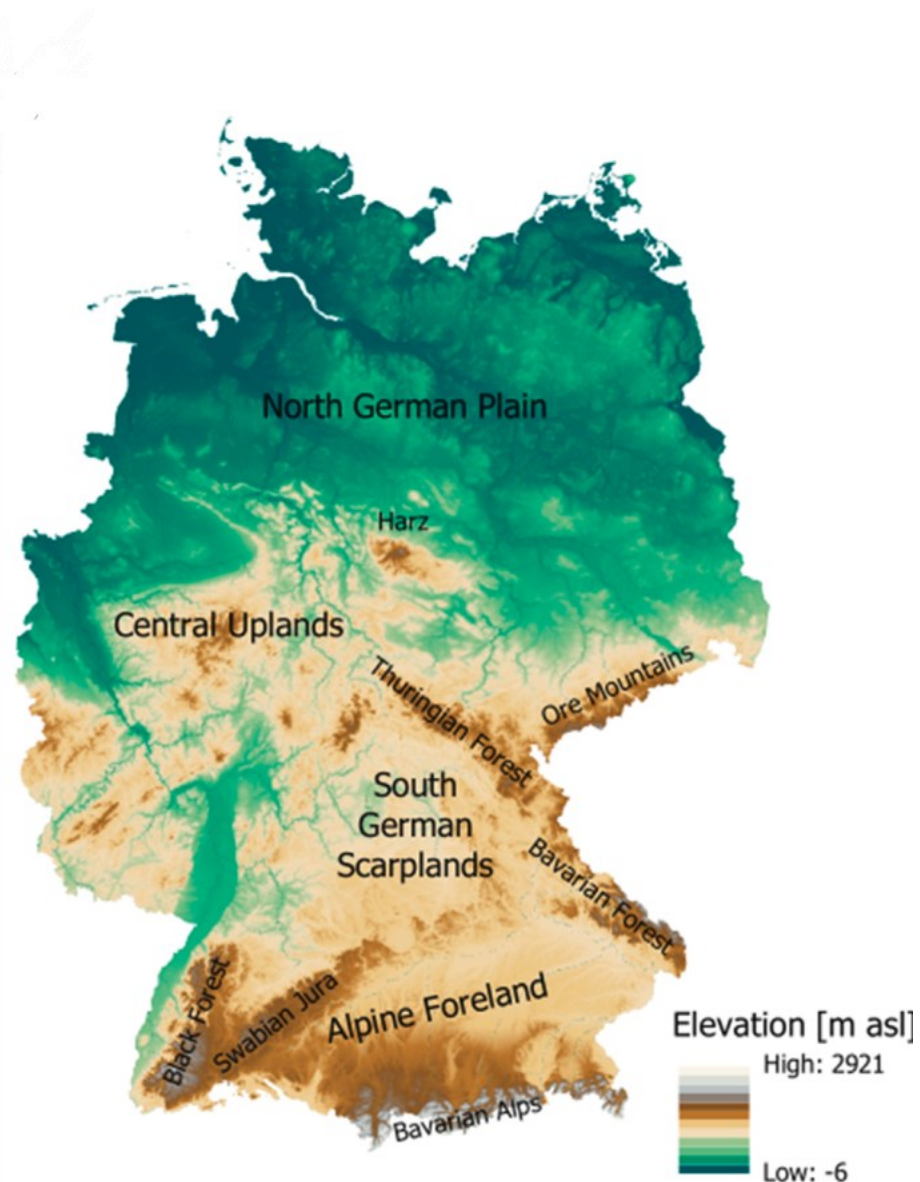 North German Plain
Harz
Central Uplands
Thuringian Forest
Ore Mountains
South
German
Scarplands
Bavarian Forest
Black Forest
Swabian Jura
Alpine Foreland
Bavarian Alps
Elevation [m asl]
High: 2921
Low: -6